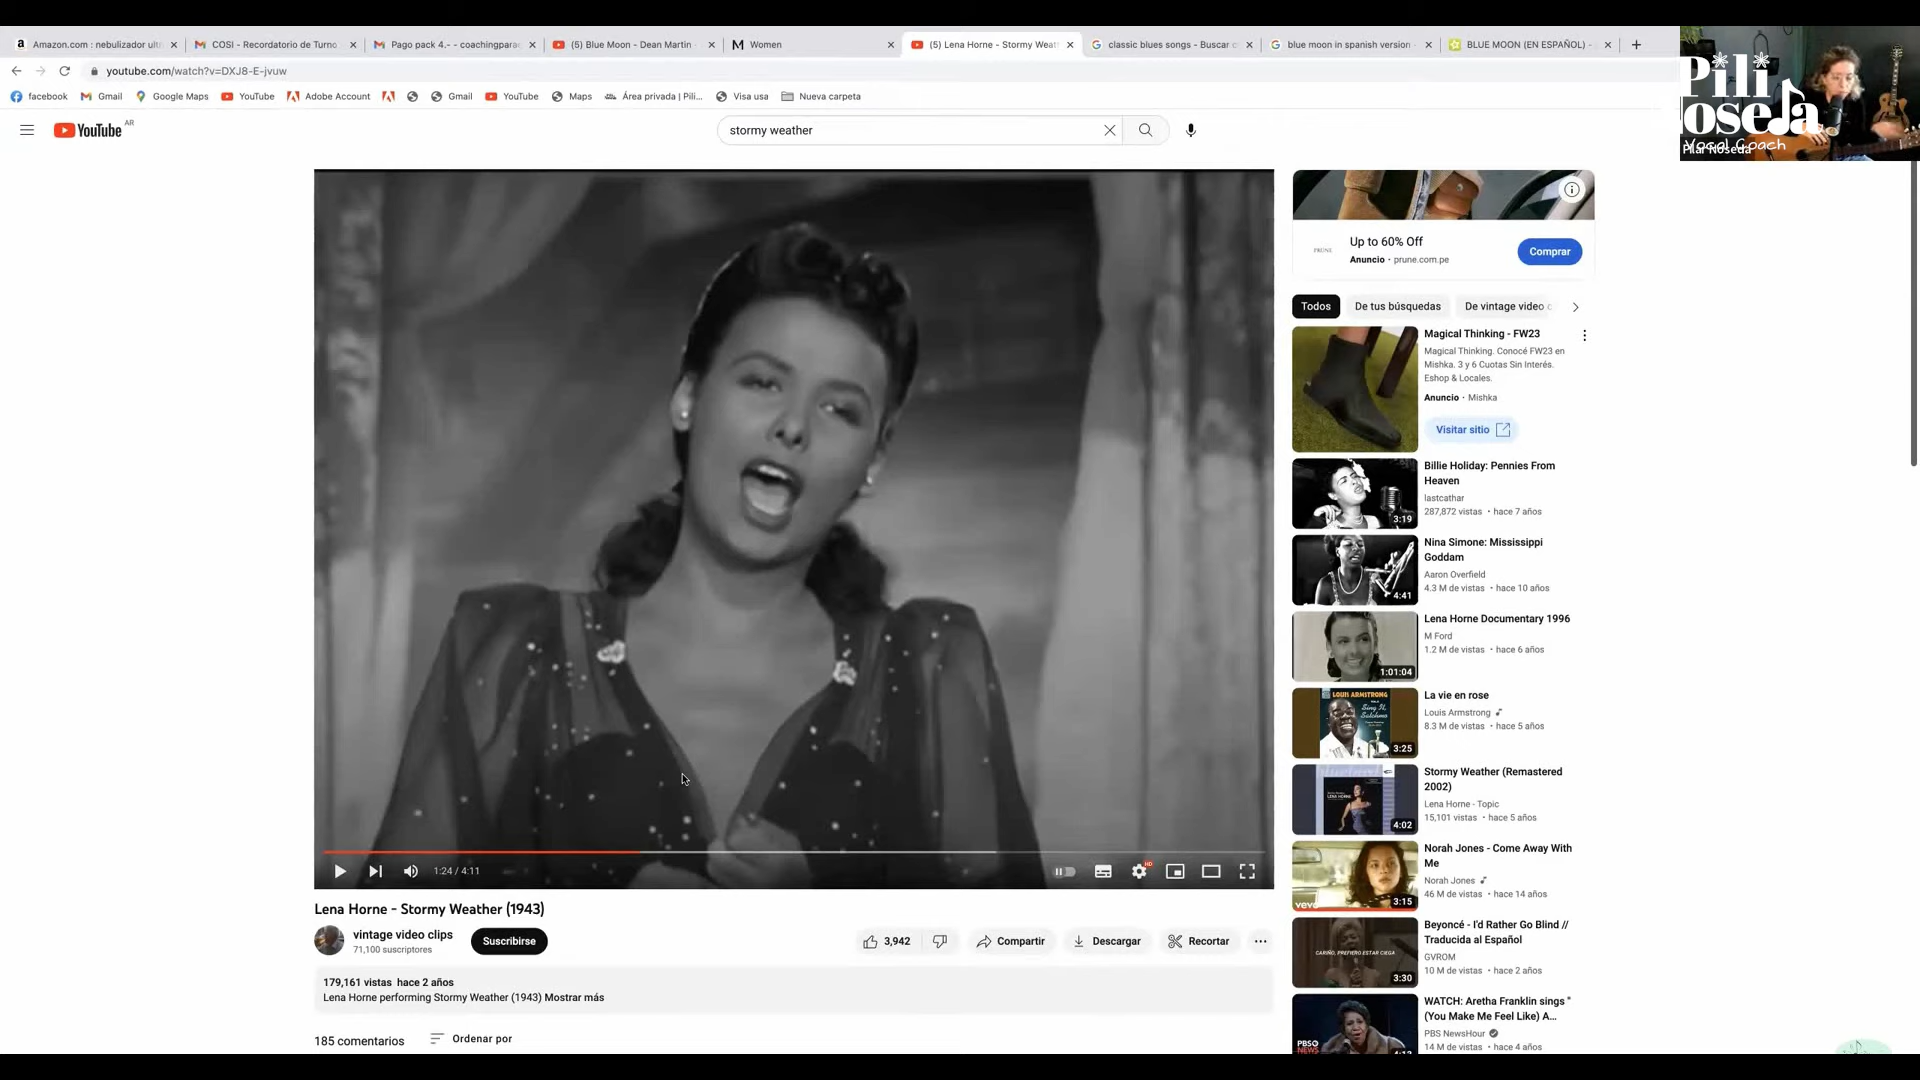 Amazon.com : nebulizador ult
COSI - Recordatorio de Turno
Pago pack 4.- - coachingpara
(5) Blue Moon - Dean Martin
Women
(5) Lena Horne - Stormy Weat
classic blues songs - Buscar c
blue moon in spanish version
BLUE MOON (EN ESPAÑOL) -
youtube.com/watch?v=DXJ8-E-jvuw
facebook
Gmail
Google Maps
YouTube
Adobe Account
Gmail
YouTube
Maps
Área privada | Pili...
Visa usa
Nueva carpeta
Pili
Noseda
Vocal Coach
Pilar Noseda
YouTube AR
stormy weather
Up to 60% Off
PRUNE
Anuncio · prune.com.pe
Comprar
Todos
De tus búsquedas
De vintage video c
Magical Thinking - FW23
Magical Thinking. Conocé FW23 en
Mishka. 3 y 6 Cuotas Sin Interés.
Eshop & Locales.
Anuncio · Mishka
Visitar sitio
Billie Holiday: Pennies From
Heaven
lastcathar
287,872 vistas · hace 7 años
3:19
Nina Simone: Mississippi
Goddam
Aaron Overfield
4.3 M de vistas · hace 10 años
4:41
Lena Horne Documentary 1996
M Ford
1.2 M de vistas · hace 6 años
1:01:04
La vie en rose
Louis Armstrong
8.3 M de vistas · hace 5 años
LOUIS ARMSTRONG
3:25
Stormy Weather (Remastered
2002)
Lena Horne - Topic
15,101 vistas · hace 5 años
4:02
Norah Jones - Come Away With
Me
Norah Jones
46 M de vistas · hace 14 años
vevo
3:15
Beyoncé - I'd Rather Go Blind //
Traducida al Español
GVROM
10 M de vistas · hace 2 años
CARIÑO, PREFIERO ESTAR CIEGA
3:30
WATCH: Aretha Franklin sings "
(You Make Me Feel Like) A...
PBS NewsHour
14 M de vistas · hace 4 años
PBS
NEWS
1:24 / 4:11
HD
Lena Horne - Stormy Weather (1943)
vintage video clips
71,100 suscriptores
Suscribirse
3,942
Compartir
Descargar
Recortar
179,161 vistas hace 2 años
Lena Horne performing Stormy Weather (1943) Mostrar más
185 comentarios
Ordenar por